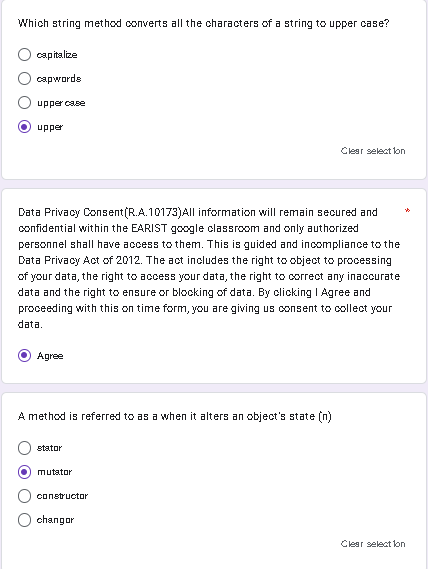 Which string method converts all the characters of a string to upper case?
capitalize
capwords
uppercase
upper
Clear selection
Data Privacy Consent(R.A.10173)All information will remain secured and *
confidential within the EARIST google classroom and only authorized
personnel shall have access to them. This is guided and incompliance to the
Data Privacy Act of 2012. The act includes the right to object to processing
of your data, the right to access your data, the right to correct any inaccurate
data and the right to ensure or blocking of data. By clicking I Agree and
proceeding with this on time form, you are giving us consent to collect your
data.
Agree
A method is referred to as a when it alters an object's state (n)
stator
mutator
constructor
changor
Clear selection